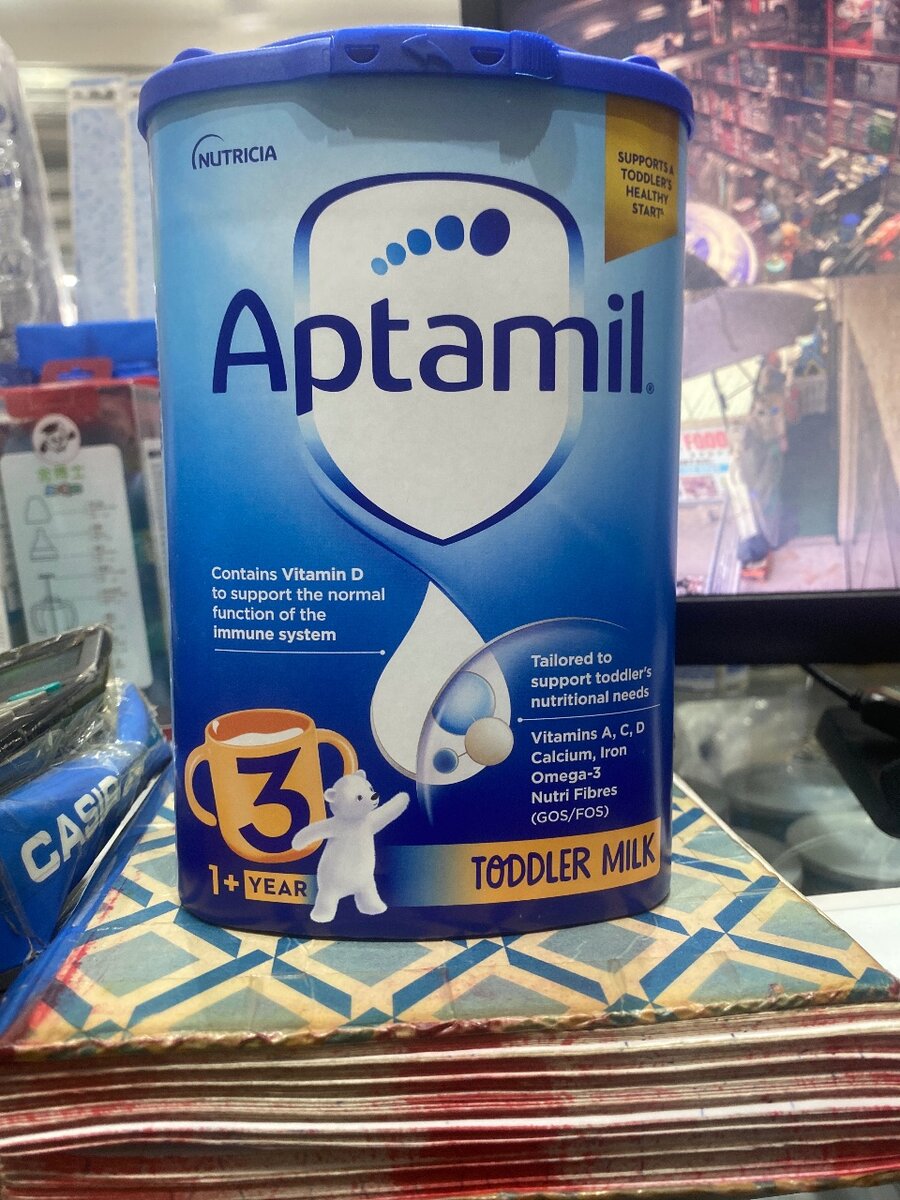 NUTRICIA
SUPPORTS A
TODDLER'S
HEALTHY
START
Aptamil®
Contains Vitamin D
to support the normal
function of the
immune system
Tailored to
support toddler's
nutritional needs
Vitamins A, C, D
Calcium, Iron
Omega-3
Nutri Fibres
(GOS/FOS)
3
1+ YEAR
TODDLER MILK
CASIO
FOOD